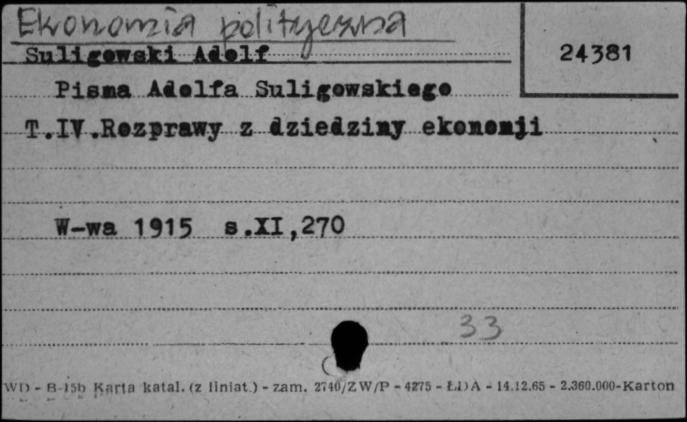 Ekonomia polityczna
Suligowski Adolf
24381
Pisma Adolfa Suligowskiego
T.IV.Rozprawy z dziedziny ekonomji
W-wa 1915 s.XI,270
33
WD - B-15b Karta katal. (z liniat.) - zam. 2740/ZW/P - 4275 - ŁDA - 14.12.65 - 2.360.000-Karton